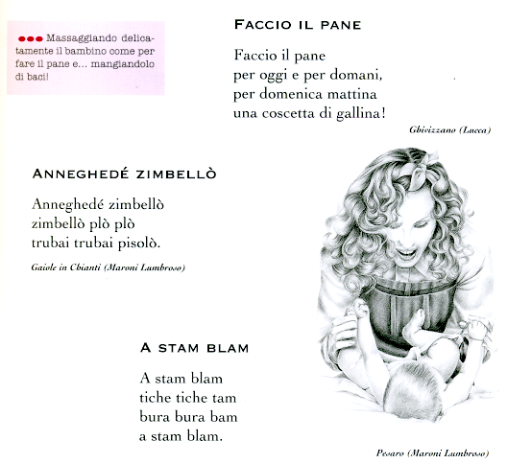 FACCIO IL PANE
●●● Massaggiando delica-
tamente il bambino come per
fare il pane e... mangiandolo
di baci!
Faccio il pane
per oggi e per domani,
per domenica mattina
una coscetta di gallina!
Ghivizzano (Lucca)
ANNEGHEDÉ ZIMBELLÒ
Anneghedé zimbellò
zimbellò plò plò
trubai trubai pisolò.
Gaiole in Chianti (Maroni Lumbroso)
A STAM BLAM
A stam blam
tiche tiche tam
bura bura bam
a stam blam.
Pesaro (Maroni Lumbroso)